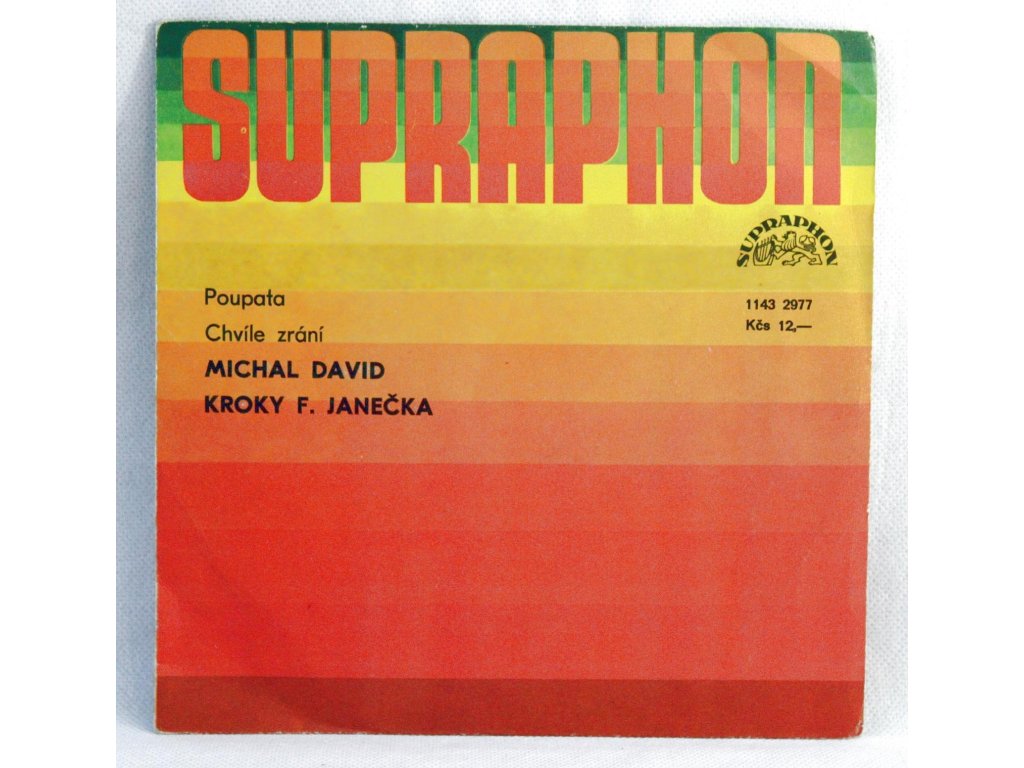 SUPRAPHON
SUPRAPHON
Poupata
Chvíle zrání
MICHAL DAVID
KROKY F. JANEČKA
1143 2977
Kčs 12,—